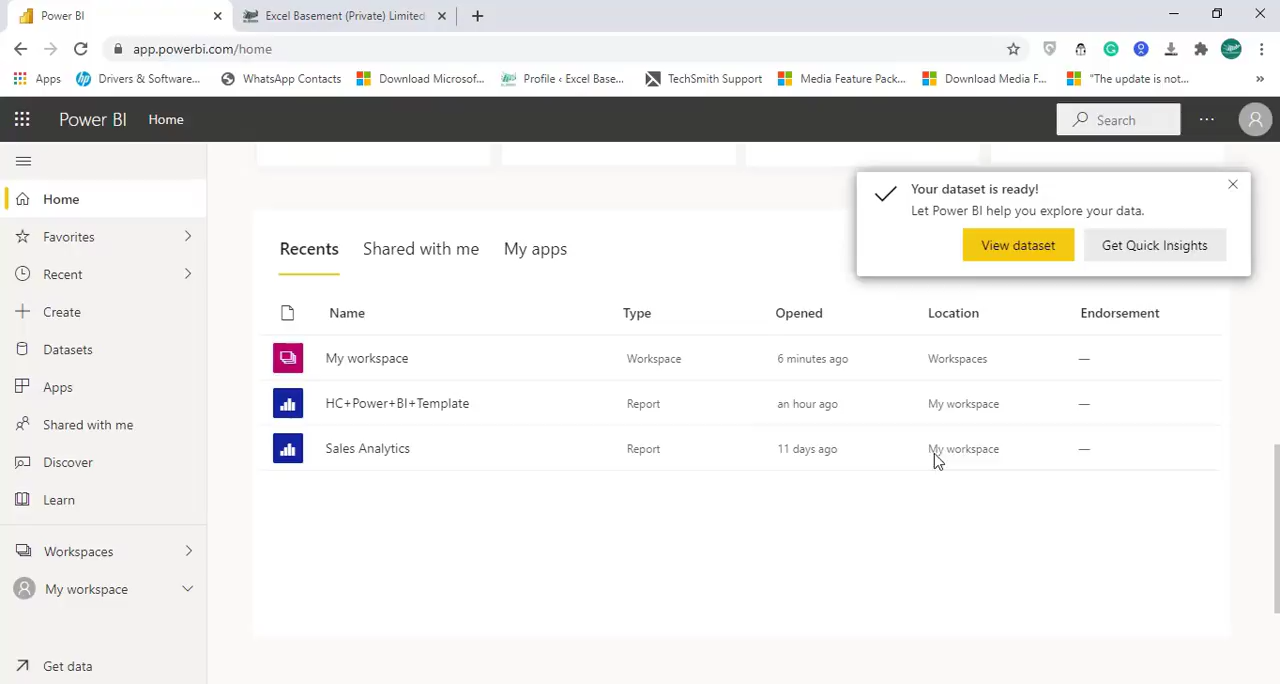 Power BI
Excel Basement (Private) Limited
app.powerbi.com/home
Apps
Drivers & Software...
WhatsApp Contacts
Download Microsof...
Profile ‹ Excel Base...
TechSmith Support
Media Feature Pack...
Download Media F...
"The update is not...
»
Power BI
Home
Search
Home
Favorites
Recent
Create
Datasets
Apps
Shared with me
Discover
Learn
Workspaces
My workspace
Get data
Your dataset is ready!
Let Power BI help you explore your data.
View dataset
Get Quick Insights
Recents
Shared with me
My apps
Name Type Opened Location Endorsement
My workspace Workspace 6 minutes ago Workspaces —
HC+Power+BI+Template Report an hour ago My workspace —
Sales Analytics Report 11 days ago My workspace —